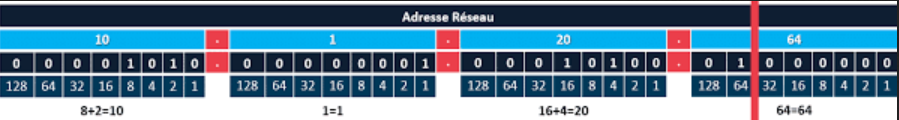 Adresse Réseau
10 . 1 . 20 . 64
0 0 0 0 1 0 1 0 . 0 0 0 0 0 0 0 1 . 0 0 0 1 0 1 0 0 . 0 1 0 0 0 0 0 0
128 64 32 16 8 4 2 1 128 64 32 16 8 4 2 1 128 64 32 16 8 4 2 1 128 64 32 16 8 4 2 1
8+2=10 1=1 16+4=20 64=64